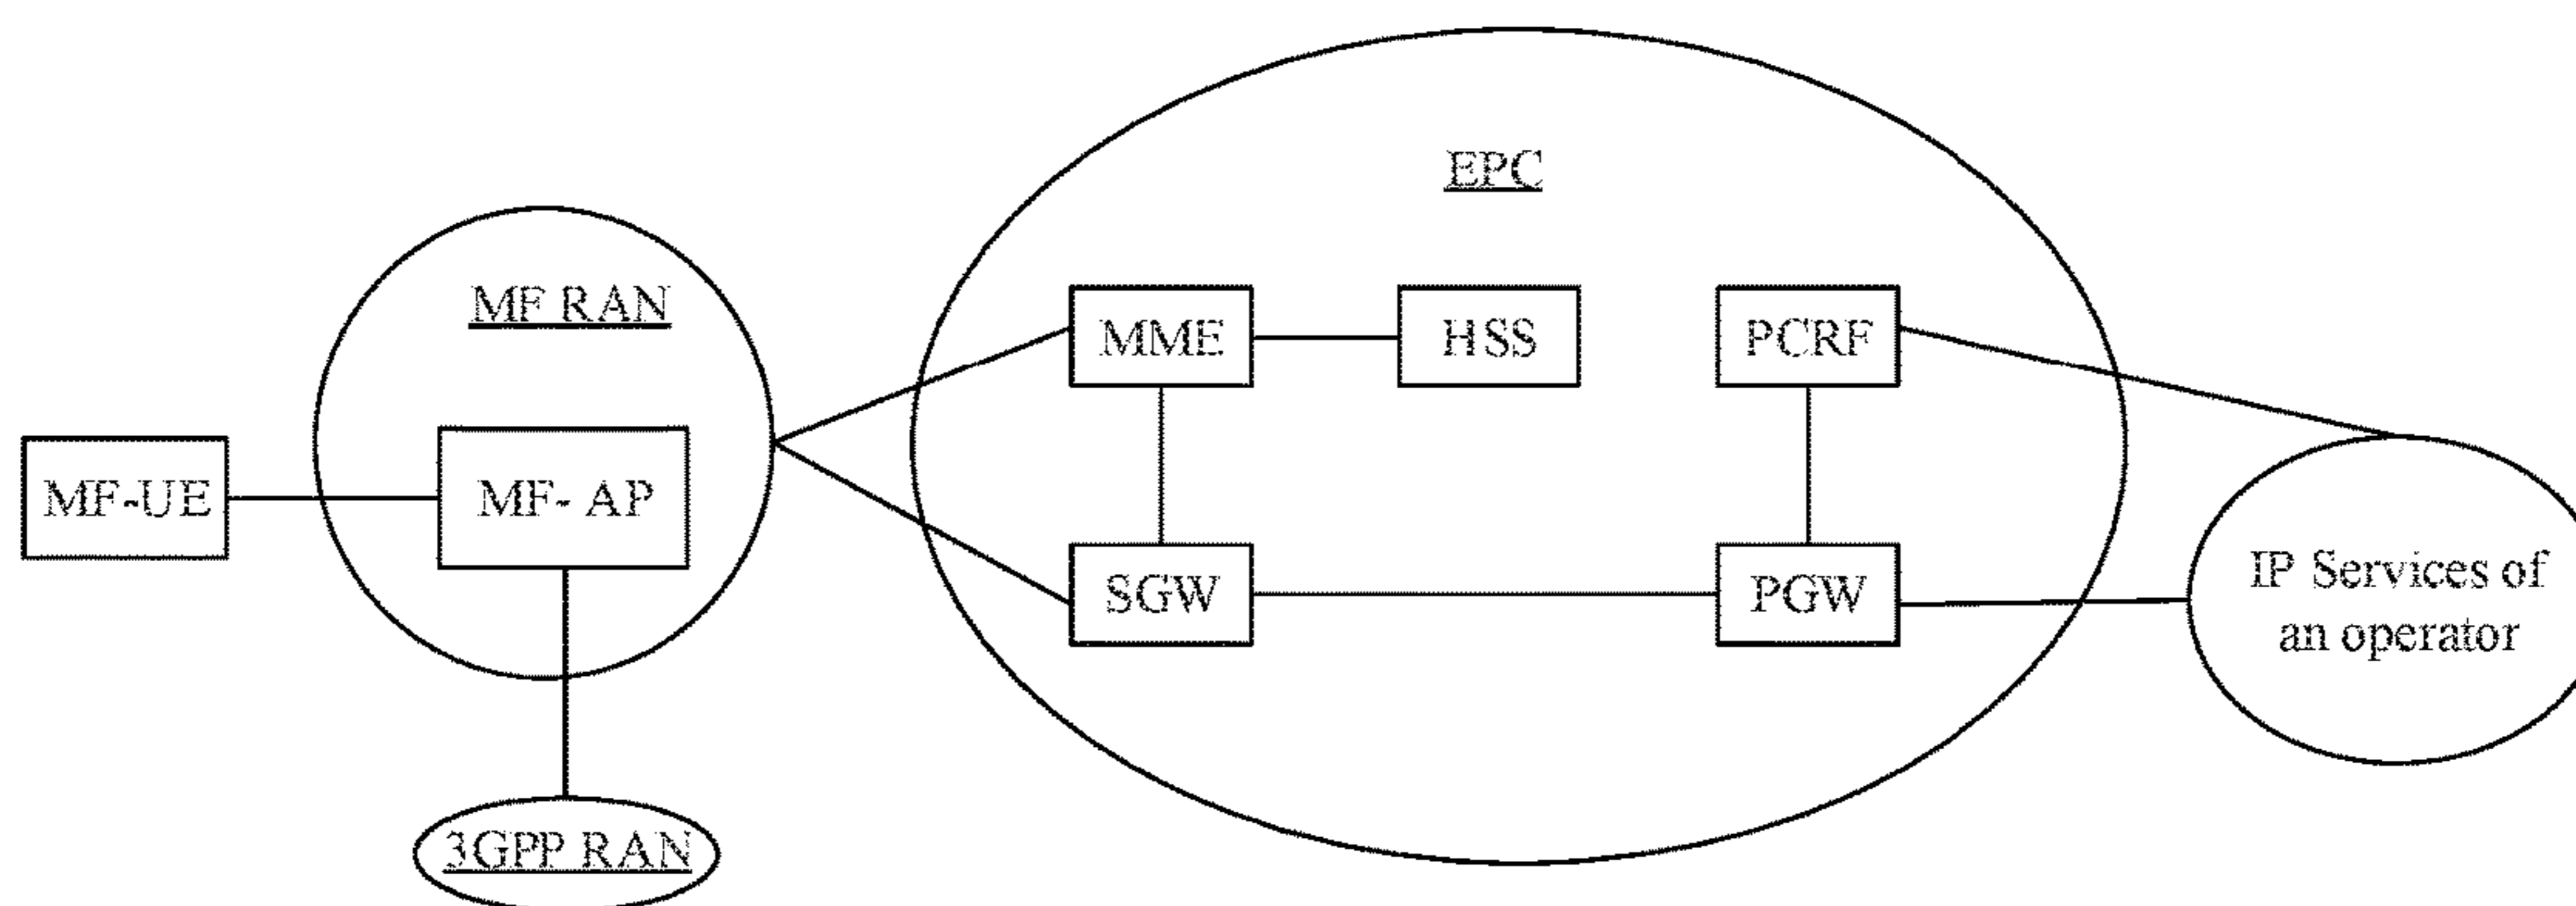 EPC
MF RAN
MME
HSS
PCRF
MF-UE
MF- AP
SGW
PGW
IP Services of
an operator
3GPP RAN